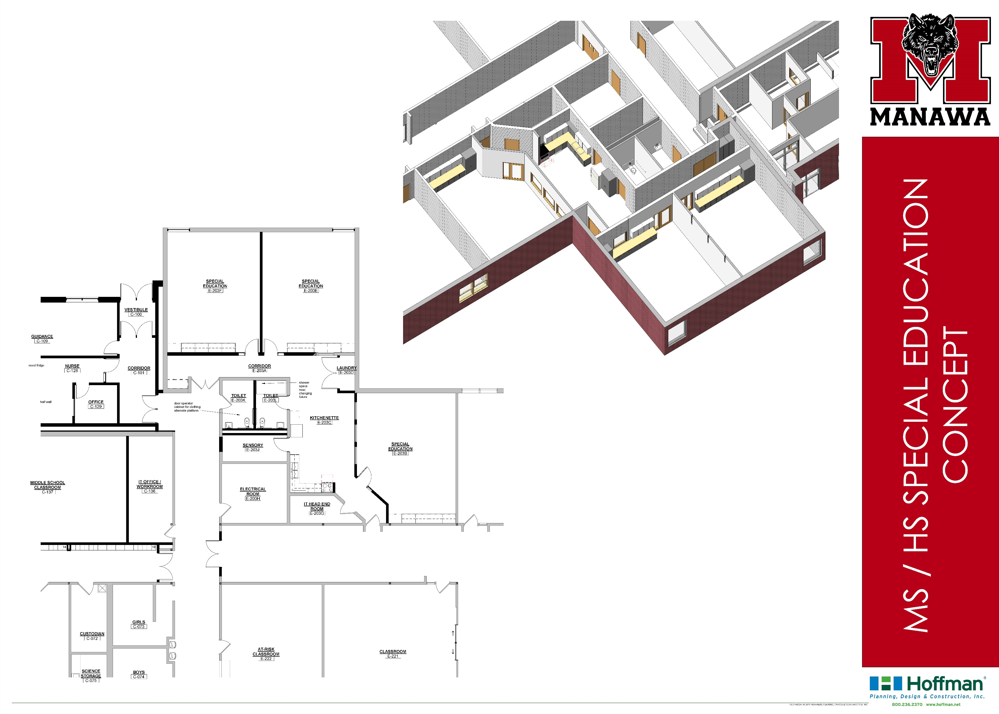 MANAWA
MS / HS SPECIAL EDUCATION
CONCEPT
SPECIAL
EDUCATION
E-203F
SPECIAL
EDUCATION
E-203E
VESTIBULE
C-100
GUIDANCE
C-109
need fridge
NURSE
C-128
CORRIDOR
C-101
CORRIDOR
E-203A
LAUNDRY
E-203D
shower
space
now;
changing
future
TOILET
E-203K
TOILET
E-203L
half wall
OFFICE
C-129
door operator
cabinet for clothing
alternate platform
KITCHENETTE
E-203C
SENSORY
E-203J
SPECIAL
EDUCATION
E-203B
MIDDLE SCHOOL
CLASSROOM
C-137
IT OFFICE /
WORKROOM
C-136
ELECTRICAL
ROOM
E-203H
IT HEAD END
ROOM
E-203G
14
19
GIRLS
C-073
CUSTODIAN
C-072
AT-RISK
CLASSROOM
E-222
CLASSROOM
E-221
SCIENCE
STORAGE
C-075
BOYS
C-074
Hoffman®
Planning, Design & Construction, Inc.
800.236.2370 www.hoffman.net